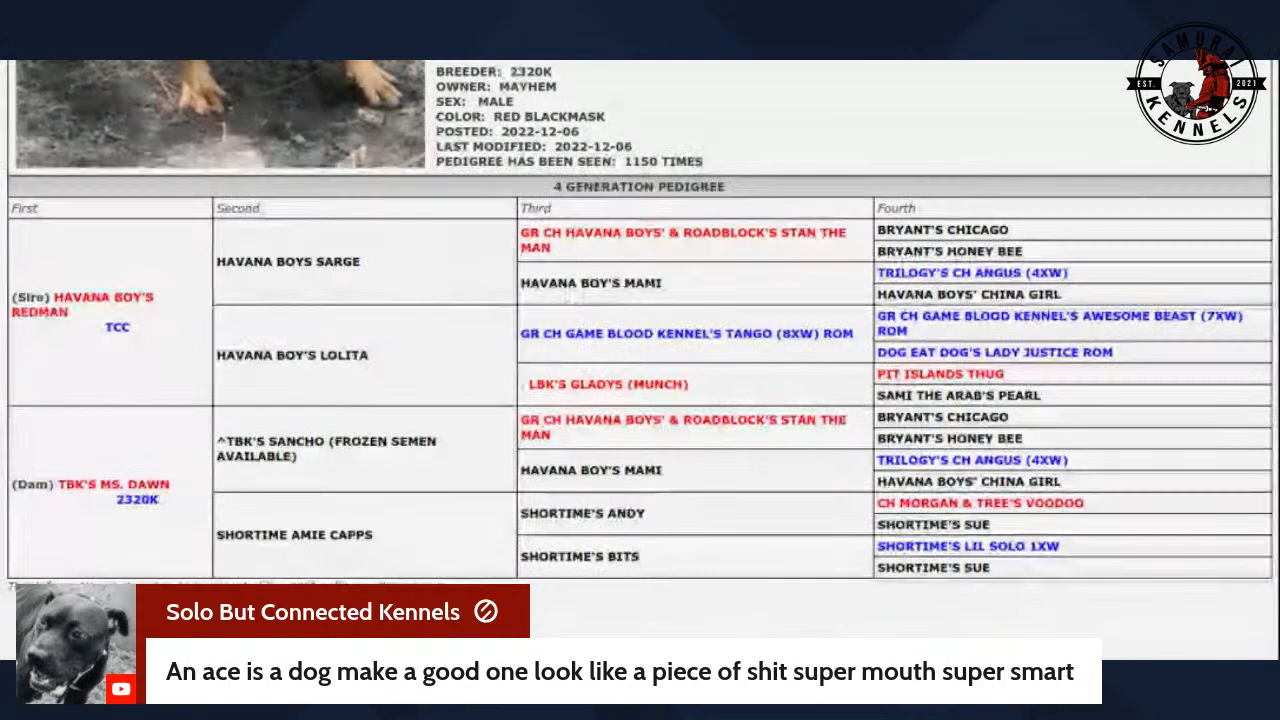 SAMURAI
EST. 2021
KENNELS
BREEDER: 2320K
OWNER: MAYHEM
SEX: MALE
COLOR: RED BLACKMASK
POSTED: 2022-12-06
LAST MODIFIED: 2022-12-06
PEDIGREE HAS BEEN SEEN: 1150 TIMES
4 GENERATION PEDIGREE
First Second Third Fourth
(Sire) HAVANA BOY'S
REDMAN
TCC
HAVANA BOYS SARGE
GR CH HAVANA BOYS' & ROADBLOCK'S STAN THE
MAN
BRYANT'S CHICAGO
BRYANT'S HONEY BEE
HAVANA BOY'S MAMI
TRILOGY'S CH ANGUS (4XW)
HAVANA BOYS' CHINA GIRL
HAVANA BOY'S LOLITA
GR CH GAME BLOOD KENNEL'S TANGO (8XW) ROM
GR CH GAME BLOOD KENNEL'S AWESOME BEAST (7XW)
ROM
DOG EAT DOG'S LADY JUSTICE ROM
LBK'S GLADYS (MUNCH)
PIT ISLANDS THUG
SAMI THE ARAB'S PEARL
(Dam) TBK'S MS. DAWN
2320K
^TBK'S SANCHO (FROZEN SEMEN
AVAILABLE)
GR CH HAVANA BOYS' & ROADBLOCK'S STAN THE
MAN
BRYANT'S CHICAGO
BRYANT'S HONEY BEE
HAVANA BOY'S MAMI
TRILOGY'S CH ANGUS (4XW)
HAVANA BOYS' CHINA GIRL
SHORTIME AMIE CAPPS
SHORTIME'S ANDY
CH MORGAN & TREE'S VOODOO
SHORTIME'S SUE
SHORTIME'S BITS
SHORTIME'S LIL SOLO 1XW
SHORTIME'S SUE
Solo But Connected Kennels
An ace is a dog make a good one look like a piece of shit super mouth super smart